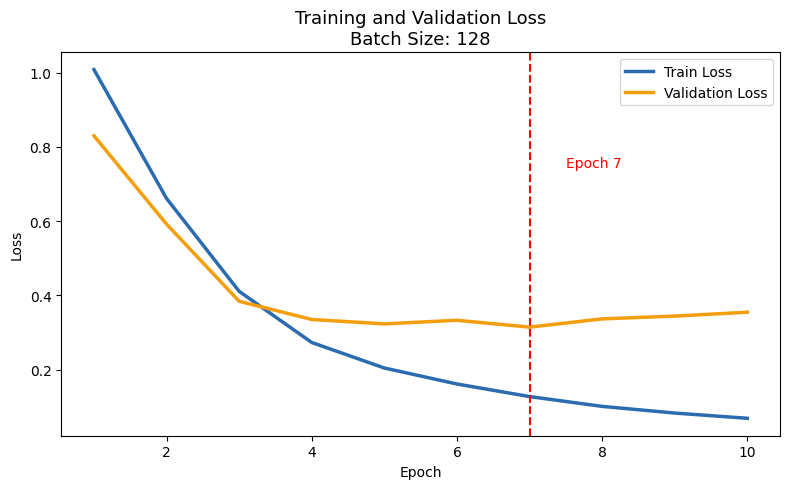 Training and Validation Loss
Batch Size: 128
Train Loss
Validation Loss
Epoch 7
Loss
1.0
0.8
0.6
0.4
0.2
2
4
6
8
10
Epoch